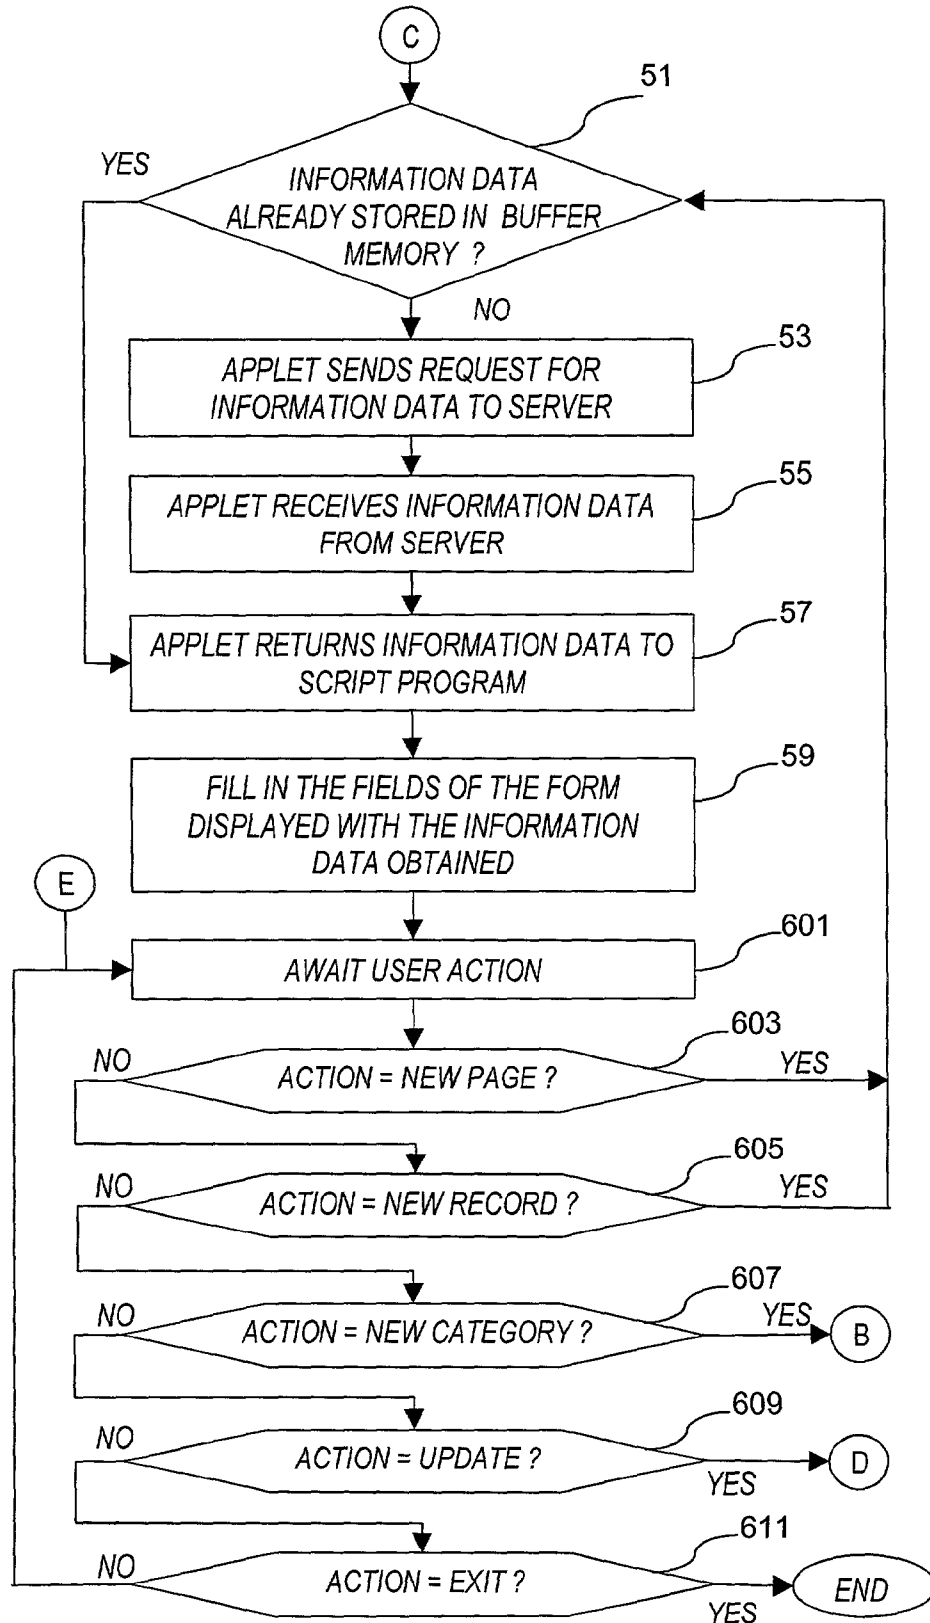 C
51
YES
INFORMATION DATA
ALREADY STORED IN BUFFER
MEMORY ?
NO
53
APPLET SENDS REQUEST FOR
INFORMATION DATA TO SERVER
55
APPLET RECEIVES INFORMATION DATA
FROM SERVER
57
APPLET RETURNS INFORMATION DATA TO
SCRIPT PROGRAM
59
FILL IN THE FIELDS OF THE FORM
DISPLAYED WITH THE INFORMATION
DATA OBTAINED
E
601
AWAIT USER ACTION
603
NO
ACTION = NEW PAGE ?
YES
605
NO
ACTION = NEW RECORD ?
YES
607
NO
ACTION = NEW CATEGORY ?
YES
B
609
NO
ACTION = UPDATE ?
YES
D
611
NO
ACTION = EXIT ?
YES
END